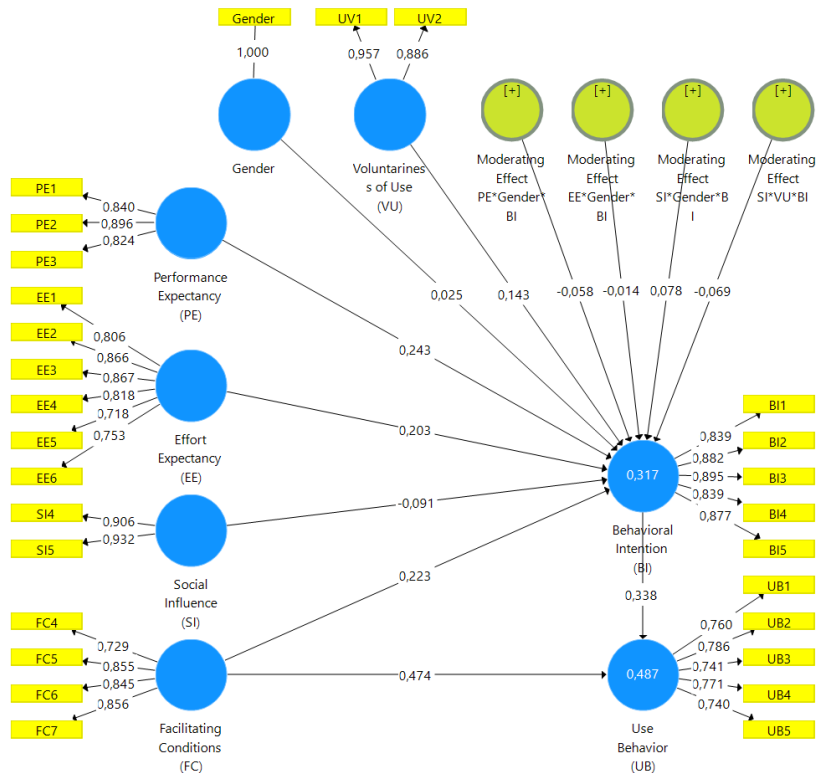 Gender
UV1
UV2
1,000
0,957
0,886
[+]
[+]
[+]
[+]
Gender
Voluntarines
s of Use
(VU)
Moderating
Effect
PE*Gender*
BI
Moderating
Effect
EE*Gender*
BI
Moderating
Effect
SI*Gender*B
I
Moderating
Effect
SI*VU*BI
PE1
PE2
PE3
0.840
0,896
0,824
Performance
Expectancy
(PE)
0,025
0,143
-0,058
-0,014
0,078
-0,069
0,243
EE1
EE2
EE3
EE4
EE5
EE6
0,806
0,866
0,867
0,818
0,718
0,753
Effort
Expectancy
(EE)
0,203
SI4
SI5
0,906
0,932
Social
Influence
(SI)
-0,091
0,223
0,317
Behavioral
Intention
(BI)
0,839
0,882
0,895
0,839
0,877
BI1
BI2
BI3
BI4
BI5
0,338
FC4
FC5
FC6
FC7
0,729
0,855
0,845
0,856
Facilitating
Conditions
(FC)
0,474
0,487
Use
Behavior
(UB)
0,760
0,786
0,741
0,771
0,740
UB1
UB2
UB3
UB4
UB5